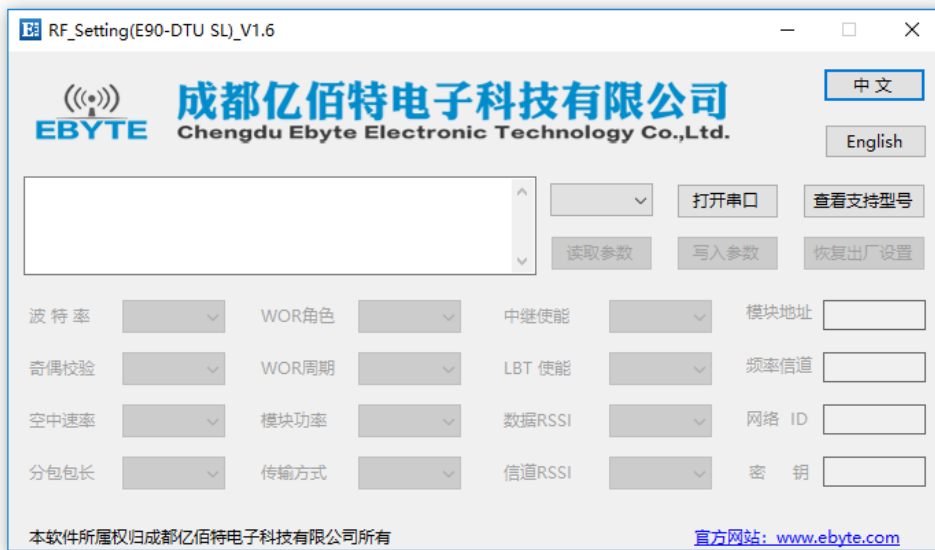 RF_Setting(E90-DTU SL)_V1.6
EBYTE
成都亿佰特电子科技有限公司
Chengdu Ebyte Electronic Technology Co.,Ltd.
中 文
English
打开串口
查看支持型号
读取参数
写入参数
恢复出厂设置
波 特 率
WOR角色
中继使能
模块地址
奇偶校验
WOR周期
LBT 使能
频率信道
空中速率
模块功率
数据RSSI
网络 ID
分包包长
传输方式
信道RSSI
密 钥
本软件所属权归成都亿佰特电子科技有限公司所有
官方网站：www.ebyte.com